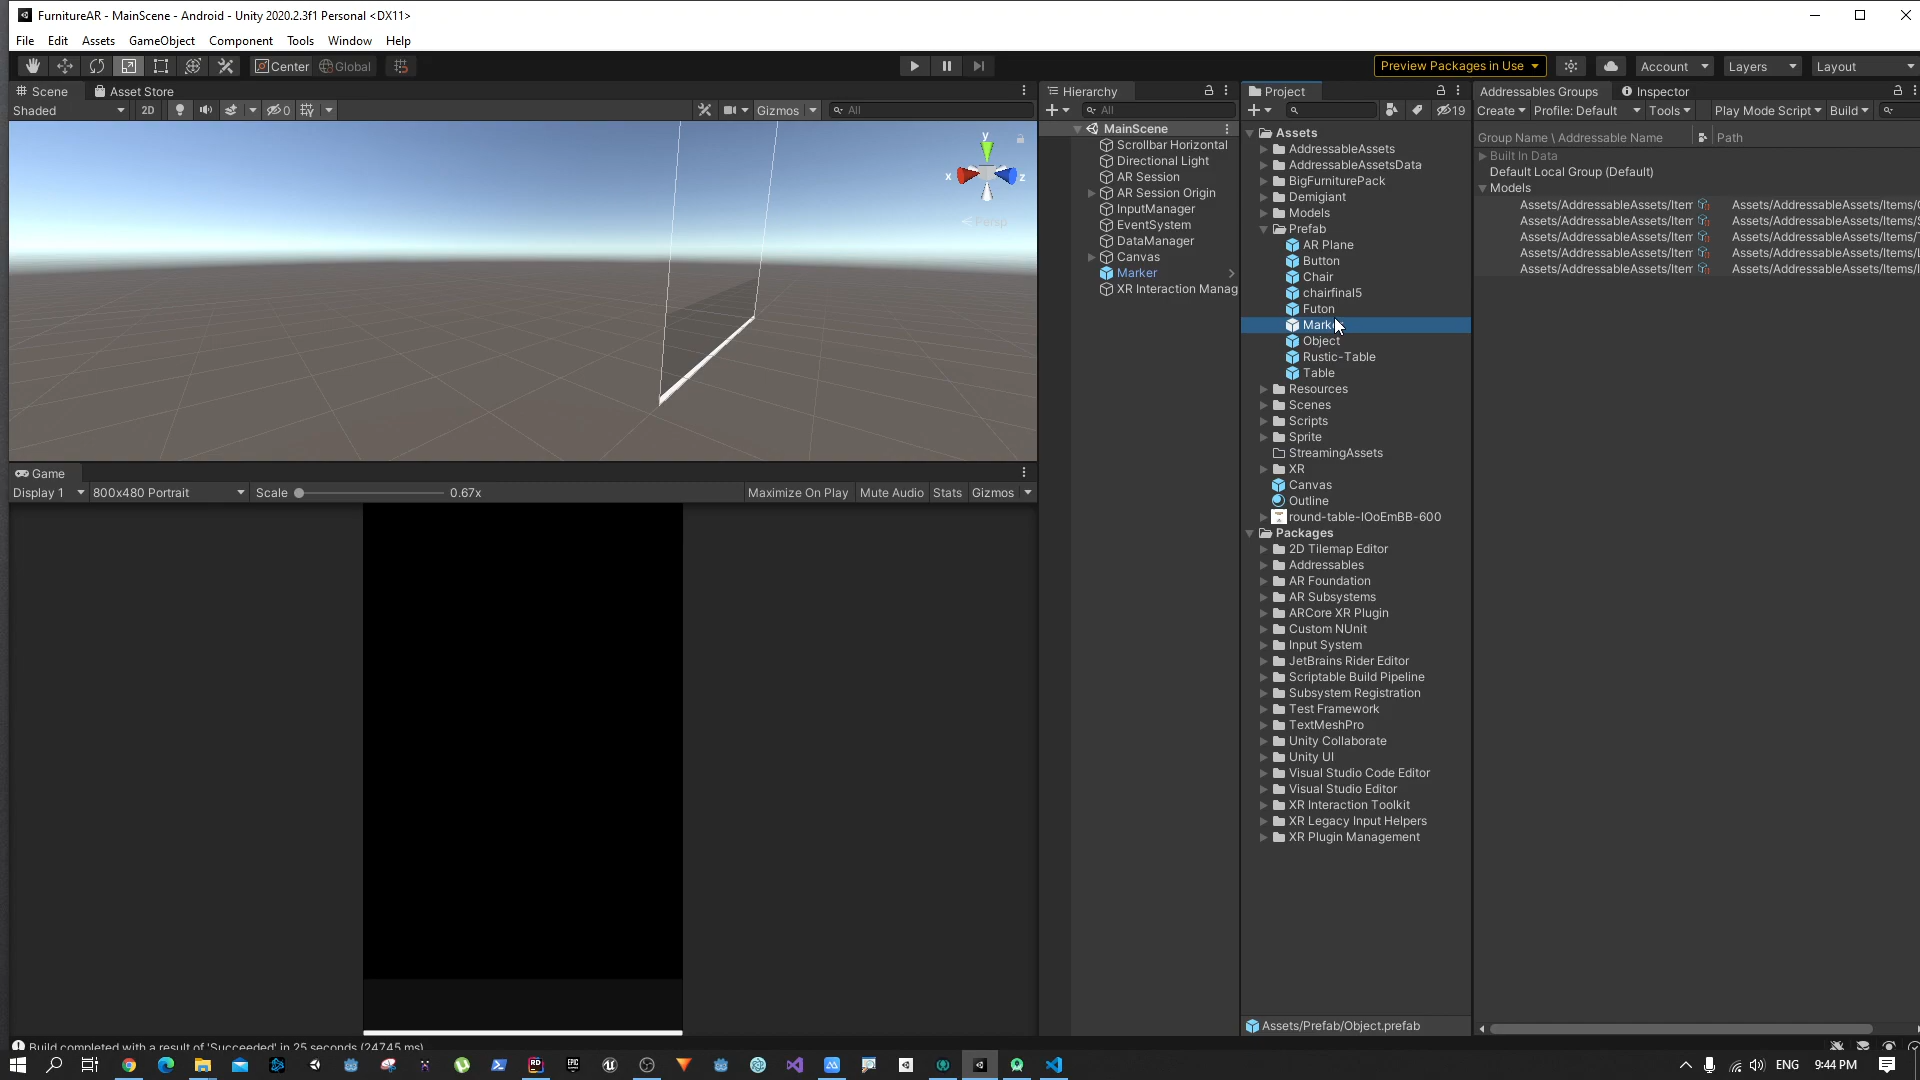 FurnitureAR - MainScene - Android - Unity 2020.2.3f1 Personal <DX11>
File Edit Assets GameObject Component Tools Window Help
Center Global
Preview Packages in Use Account Layers Layout
Scene Asset Store
Shaded 2D 0 Gizmos All
Persp
Game
Display 1 800x480 Portrait Scale 0.67x Maximize On Play Mute Audio Stats Gizmos
Hierarchy
All
MainScene
Scrollbar Horizontal
Directional Light
AR Session
AR Session Origin
InputManager
EventSystem
DataManager
Canvas
Marker
XR Interaction Manag
Project
19
Assets
AddressableAssets
AddressableAssetsData
BigFurniturePack
Demigiant
Models
Prefab
AR Plane
Button
Chair
chairfinal5
Futon
Mark
Object
Rustic-Table
Table
Resources
Scenes
Scripts
Sprite
StreamingAssets
XR
Canvas
Outline
round-table-lOoEmBB-600
Packages
2D Tilemap Editor
Addressables
AR Foundation
AR Subsystems
ARCore XR Plugin
Custom NUnit
Input System
JetBrains Rider Editor
Scriptable Build Pipeline
Subsystem Registration
Test Framework
TextMeshPro
Unity Collaborate
Unity UI
Visual Studio Code Editor
Visual Studio Editor
XR Interaction Toolkit
XR Legacy Input Helpers
XR Plugin Management
Assets/Prefab/Object.prefab
Addressables Groups Inspector
Create Profile: Default Tools Play Mode Script Build
Group Name \ Addressable Name Path
Built In Data
Default Local Group (Default)
Models
Assets/AddressableAssets/Item Assets/AddressableAssets/Items/
Assets/AddressableAssets/Item Assets/AddressableAssets/Items/
Assets/AddressableAssets/Item Assets/AddressableAssets/Items/
Assets/AddressableAssets/Item Assets/AddressableAssets/Items/
Assets/AddressableAssets/Item Assets/AddressableAssets/Items/
Build completed with a result of 'Succeeded' in 25 seconds (24745 ms)
ENG 9:44 PM